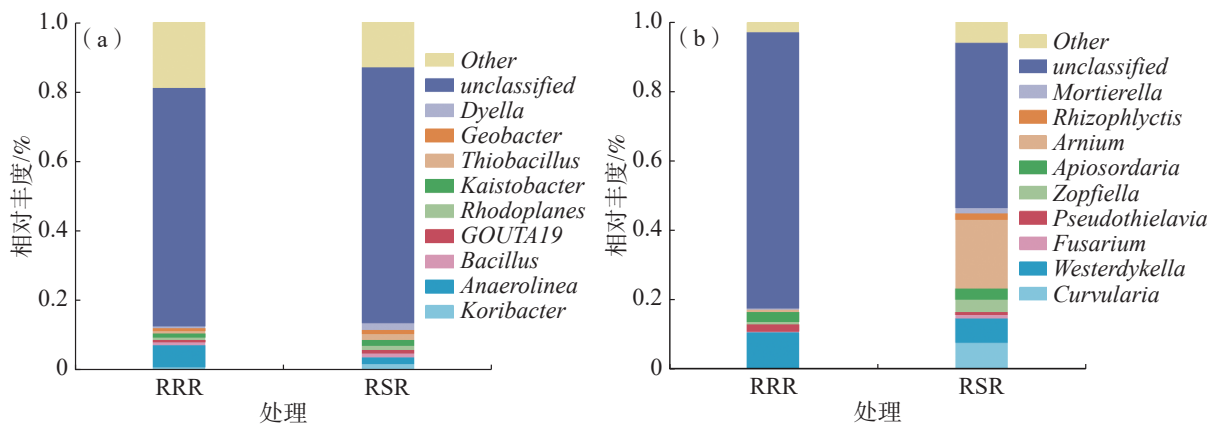 （a）
1.0
0.8
0.6
0.4
0.2
0
相对丰度/%
RRR
RSR
处理
Other
unclassified
Dyella
Geobacter
Thiobacillus
Kaistobacter
Rhodoplanes
GOUTA19
Bacillus
Anaerolinea
Koribacter
（b）
1.0
0.8
0.6
0.4
0.2
0
相对丰度/%
RRR
RSR
处理
Other
unclassified
Mortierella
Rhizophlyctis
Arnium
Apiosordaria
Zopfiella
Pseudothielavia
Fusarium
Westerdykella
Curvularia